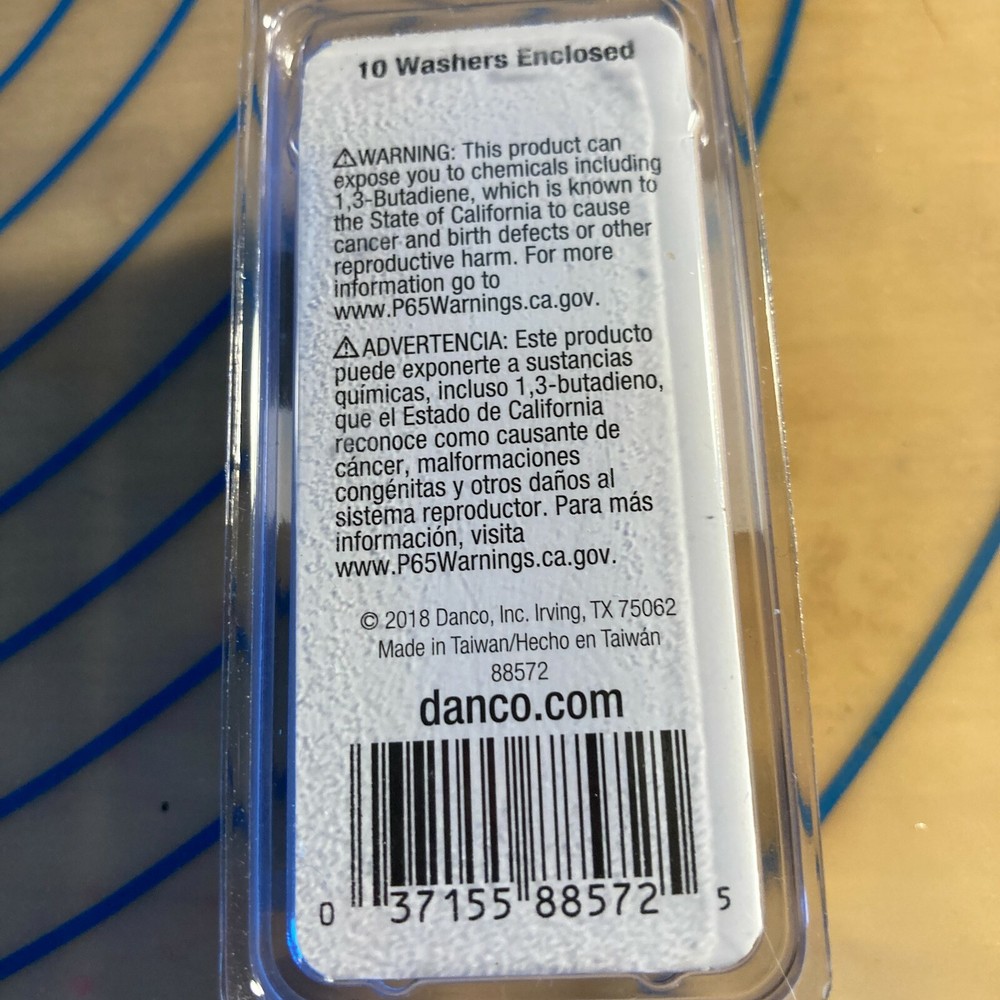 10 Washers Enclosed
⚠WARNING: This product can
expose you to chemicals including
1,3-Butadiene, which is known to
the State of California to cause
cancer and birth defects or other
reproductive harm. For more
information go to
www.P65Warnings.ca.gov.
⚠ADVERTENCIA: Este producto
puede exponerte a sustancias
químicas, incluso 1,3-butadieno,
que el Estado de California
reconoce como causante de
cáncer, malformaciones
congénitas y otros daños al
sistema reproductor. Para más
información, visita
www.P65Warnings.ca.gov.
© 2018 Danco, Inc. Irving, TX 75062
Made in Taiwan/Hecho en Taiwán
88572
danco.com
0 37155 88572 5